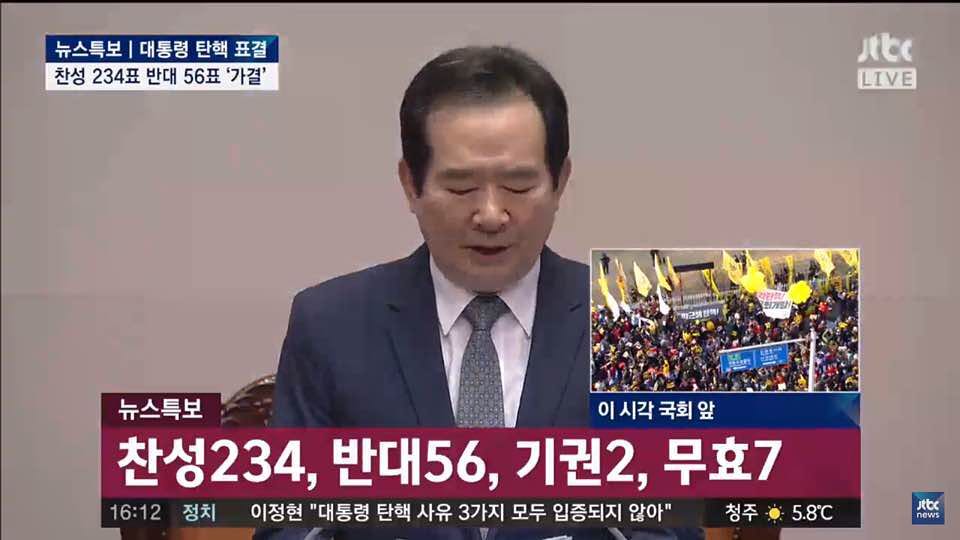 뉴스특보 | 대통령 탄핵 표결
찬성 234표 반대 56표 '가결'
jtbc
LIVE
이 시각 국회 앞
뉴스특보
찬성234, 반대56, 기권2, 무효7
16:12 정치 이정현 "대통령 탄핵 사유 3가지 모두 입증되지 않아" 청주 5.8℃
jtbc
news